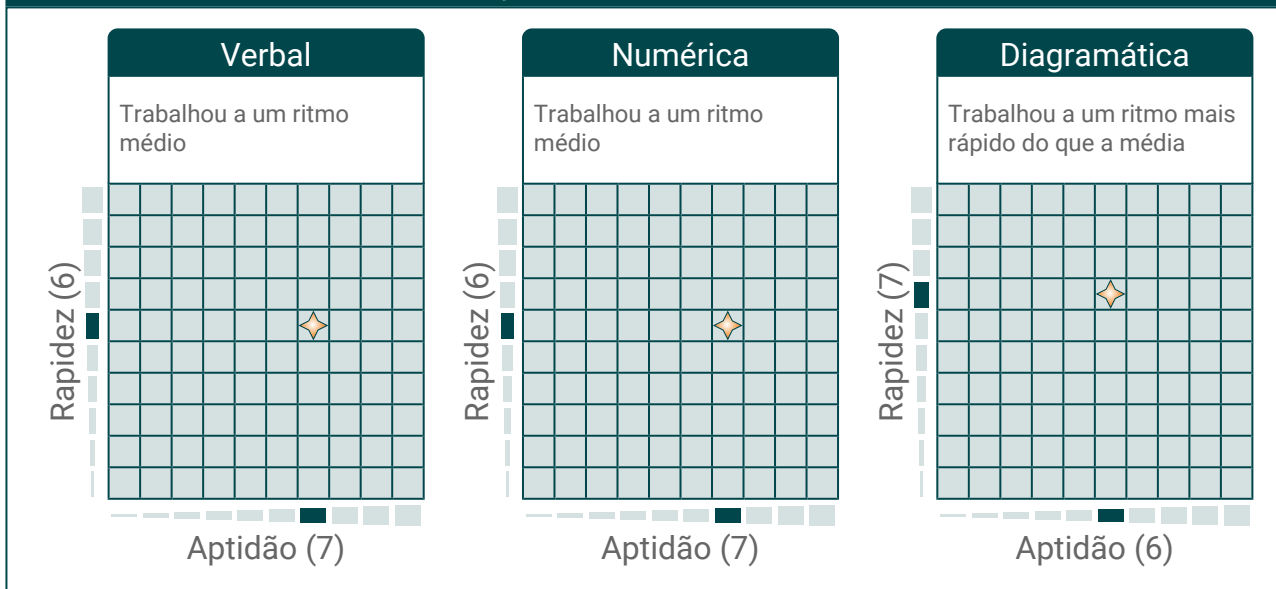 Verbal
Trabalhou a um ritmo
médio
Rapidez (6)
Aptidão (7)
Numérica
Trabalhou a um ritmo
médio
Rapidez (6)
Aptidão (7)
Diagramática
Trabalhou a um ritmo mais
rápido do que a média
Rapidez (7)
Aptidão (6)